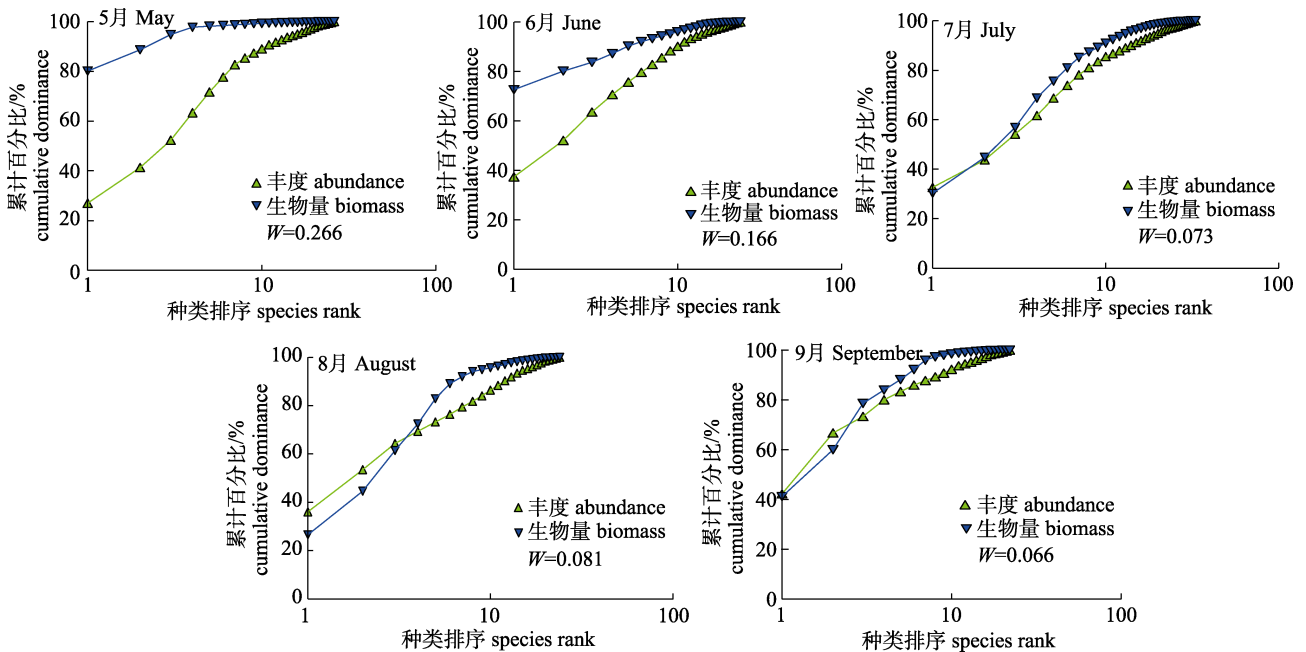 5月 May
100
80
60
40
20
0
累计百分比/%
cumulative dominance
丰度 abundance
生物量 biomass
W=0.266
1
10
100
种类排序 species rank
6月 June
100
80
60
40
20
0
累计百分比/%
cumulative dominance
丰度 abundance
生物量 biomass
W=0.166
1
10
100
种类排序 species rank
7月 July
100
80
60
40
20
0
累计百分比/%
cumulative dominance
丰度 abundance
生物量 biomass
W=0.073
1
10
100
种类排序 species rank
8月 August
100
80
60
40
20
0
累计百分比/%
cumulative dominance
丰度 abundance
生物量 biomass
W=0.081
1
10
100
种类排序 species rank
9月 September
100
80
60
40
20
0
累计百分比/%
cumulative dominance
丰度 abundance
生物量 biomass
W=0.066
1
10
100
种类排序 species rank